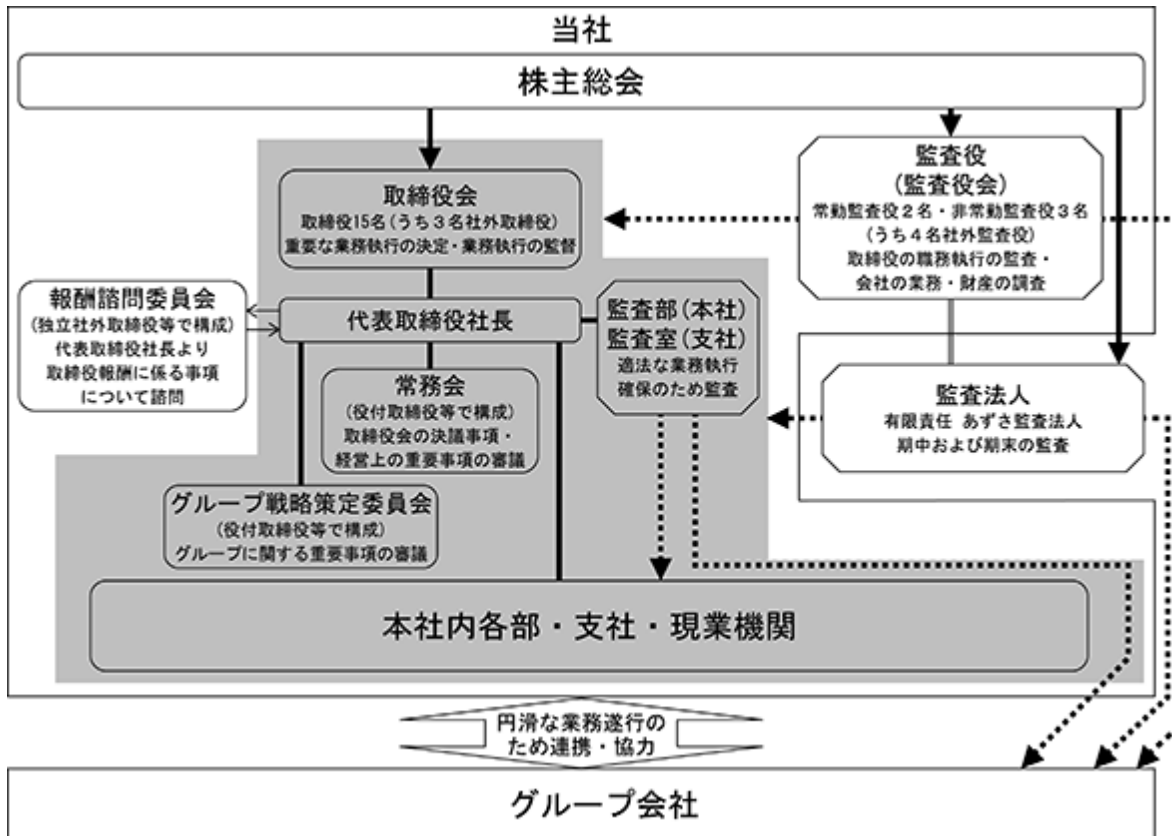 当社
株主総会
取締役会
取締役15名(うち3名社外取締役)
重要な業務執行の決定・業務執行の監督
監査役
(監査役会)
常勤監査役2名・非常勤監査役3名
(うち4名社外監査役)
取締役の職務執行の監査・
会社の業務・財産の調査
報酬諮問委員会
(独立社外取締役等で構成)
代表取締役社長より
取締役報酬に係る事項
について諮問
代表取締役社長
監査部(本社)
監査室(支社)
適法な業務執行
確保のため監査
常務会
(役付取締役等で構成)
取締役会の決議事項・
経営上の重要事項の審議
監査法人
有限責任 あずさ監査法人
期中および期末の監査
グループ戦略策定委員会
(役付取締役等で構成)
グループに関する重要事項の審議
本社内各部・支社・現業機関
円滑な業務遂行の
ため連携・協力
グループ会社